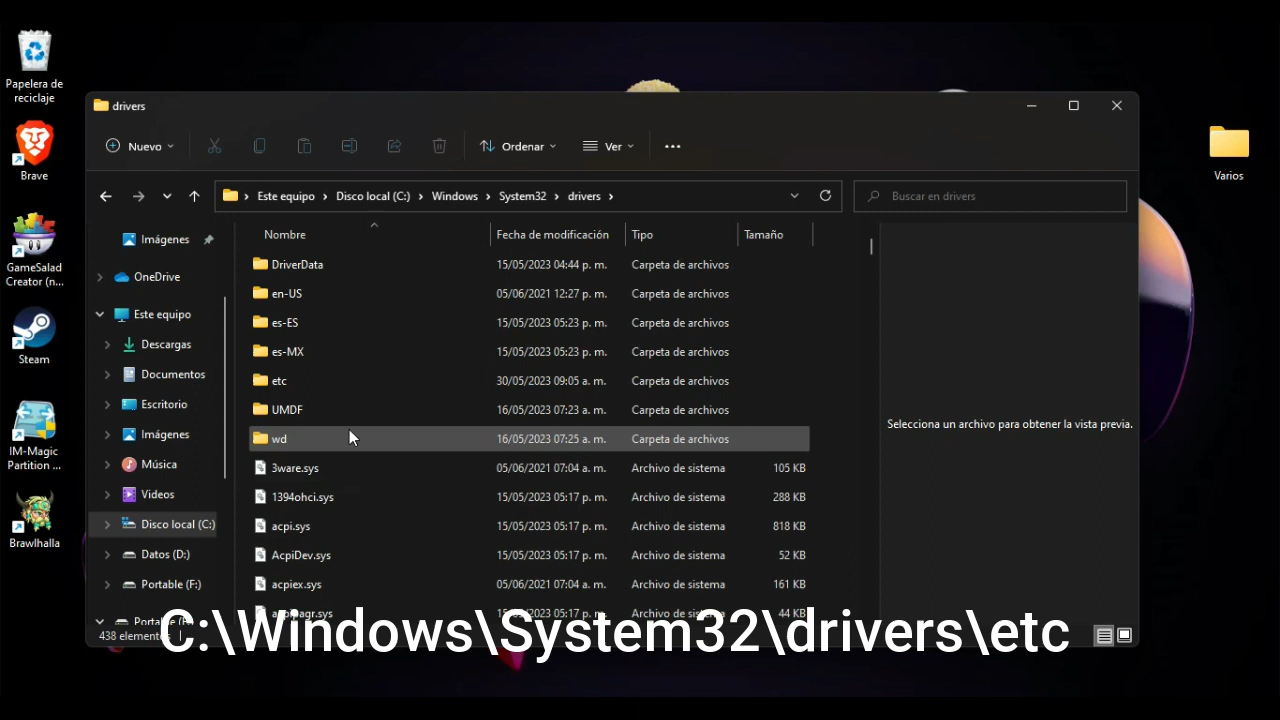 Papelera de
reciclaje
Brave
GameSalad
Creator (n...
Steam
IM-Magic
Partition ...
Brawlhalla
Varios
drivers
Nuevo
Ordenar
Ver
Este equipo > Disco local (C:) > Windows > System32 > drivers >
Buscar en drivers
Imágenes
OneDrive
Este equipo
Descargas
Documentos
Escritorio
Imágenes
Música
Videos
Disco local (C:)
Datos (D:)
Portable (F:)
Nombre Fecha de modificación Tipo Tamaño
DriverData 15/05/2023 04:44 p. m. Carpeta de archivos
en-US 05/06/2021 12:27 p. m. Carpeta de archivos
es-ES 15/05/2023 05:23 p. m. Carpeta de archivos
es-MX 15/05/2023 05:23 p. m. Carpeta de archivos
etc 30/05/2023 09:05 a. m. Carpeta de archivos
UMDF 16/05/2023 07:23 a. m. Carpeta de archivos
wd 16/05/2023 07:25 a. m. Carpeta de archivos
3ware.sys 05/06/2021 07:04 a. m. Archivo de sistema 105 KB
1394ohci.sys 15/05/2023 05:17 p. m. Archivo de sistema 288 KB
acpi.sys 15/05/2023 05:17 p. m. Archivo de sistema 818 KB
AcpiDev.sys 15/05/2023 05:17 p. m. Archivo de sistema 52 KB
acpiex.sys 05/06/2021 07:04 a. m. Archivo de sistema 161 KB
05:17 p. m. Archivo de sistema 44 KB
Selecciona un archivo para obtener la vista previa.
438 elementos
C:\Windows\System32\drivers\etc